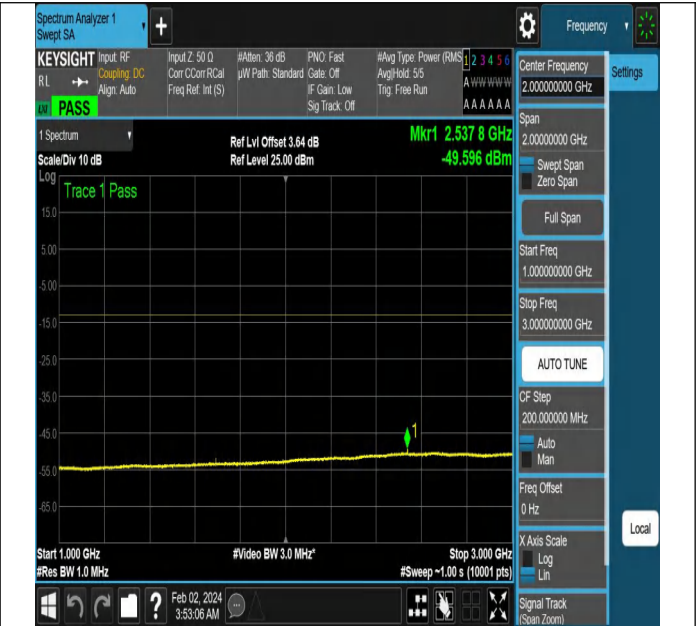 Spectrum Analyzer 1
Swept SA
+
Frequency
KEYSIGHT
Input: RF
Coupling: DC
Align: Auto
RL
PASS
Input Z: 50 Ω
Corr CCorr RCal
Freq Ref: Int (S)
#Atten: 36 dB
µW Path: Standard
PNO: Fast
Gate: Off
IF Gain: Low
Sig Track: Off
#Avg Type: Power (RMS
Avg|Hold: 5/5
Trig: Free Run
1 2 3 4 5 6
A W W W W W
A A A A A A
1 Spectrum
Scale/Div 10 dB
Ref Lvl Offset 3.64 dB
Ref Level 25.00 dBm
Mkr1 2.537 8 GHz
-49.596 dBm
Log
Trace 1 Pass
15.0
5.00
-5.00
-15.0
-25.0
-35.0
-45.0
-55.0
-65.0
1
Start 1.000 GHz
#Res BW 1.0 MHz
#Video BW 3.0 MHz*
Stop 3.000 GHz
#Sweep ~1.00 s (10001 pts)
Feb 02, 2024
3:53:06 AM
Center Frequency
2.000000000 GHz
Settings
Span
2.00000000 GHz
Swept Span
Zero Span
Full Span
Start Freq
1.000000000 GHz
Stop Freq
3.000000000 GHz
AUTO TUNE
CF Step
200.000000 MHz
Auto
Man
Freq Offset
0 Hz
X Axis Scale
Log
Lin
Local
Signal Track
(Span Zoom)